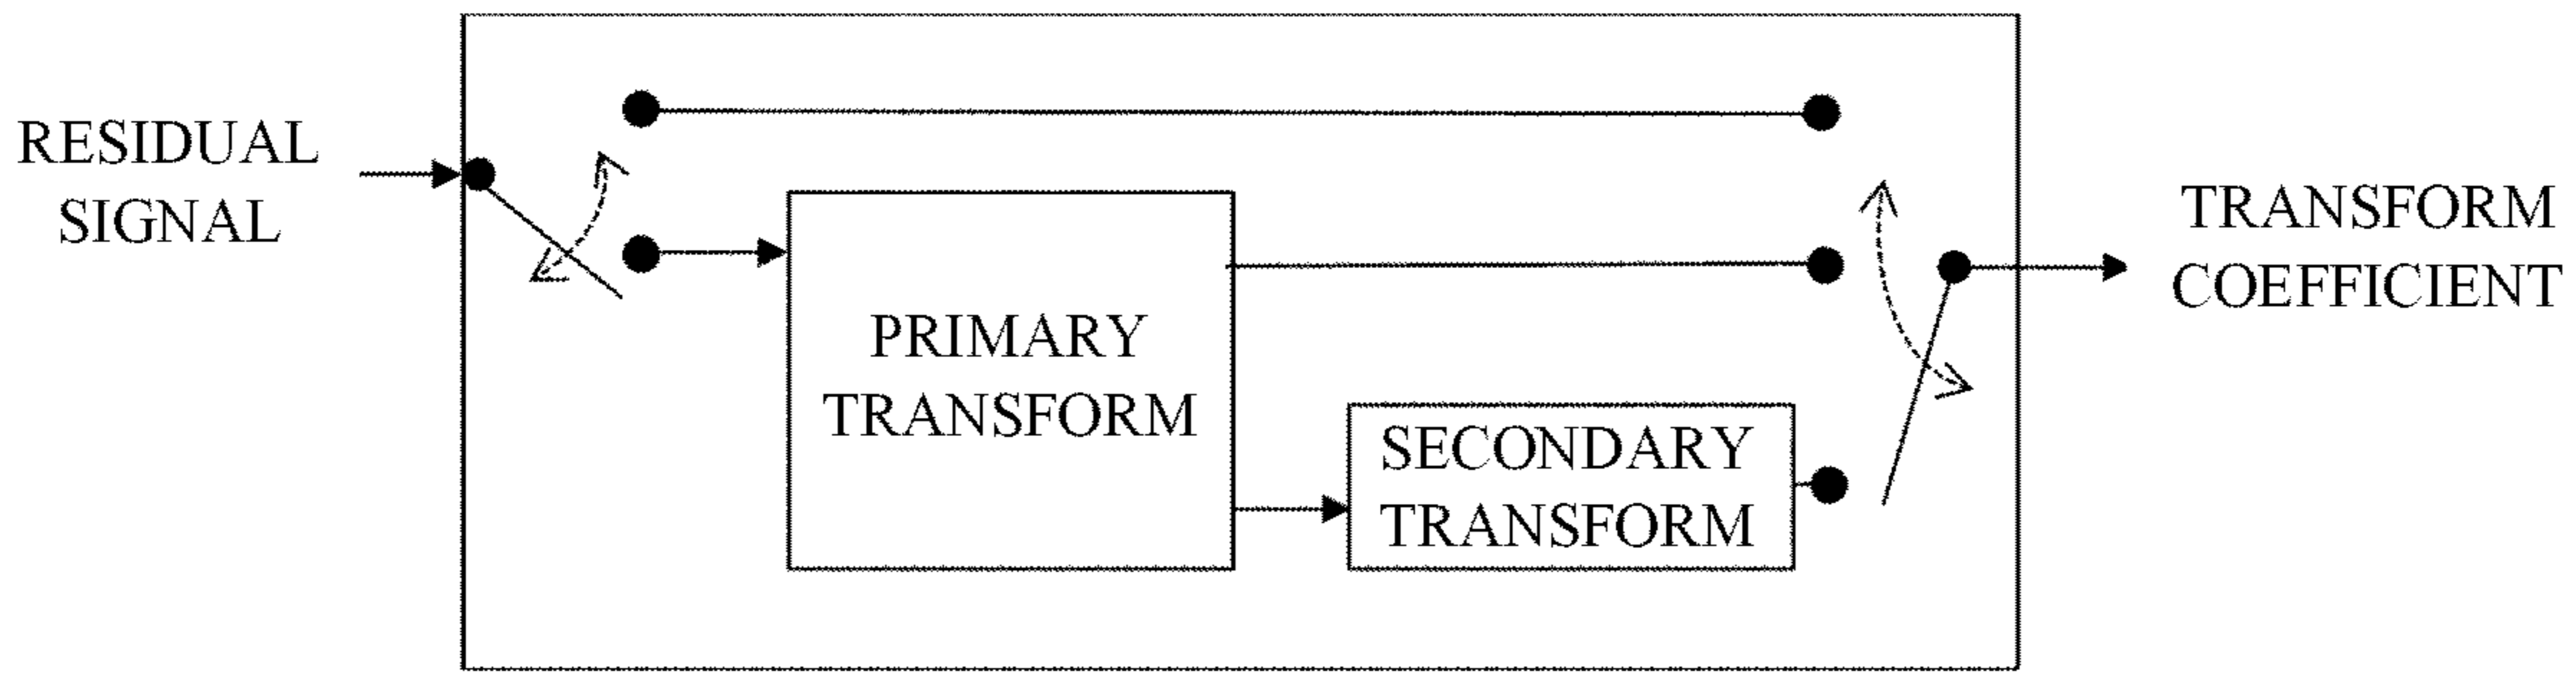 RESIDUAL
SIGNAL
PRIMARY
TRANSFORM
SECONDARY
TRANSFORM
TRANSFORM
COEFFICIENT